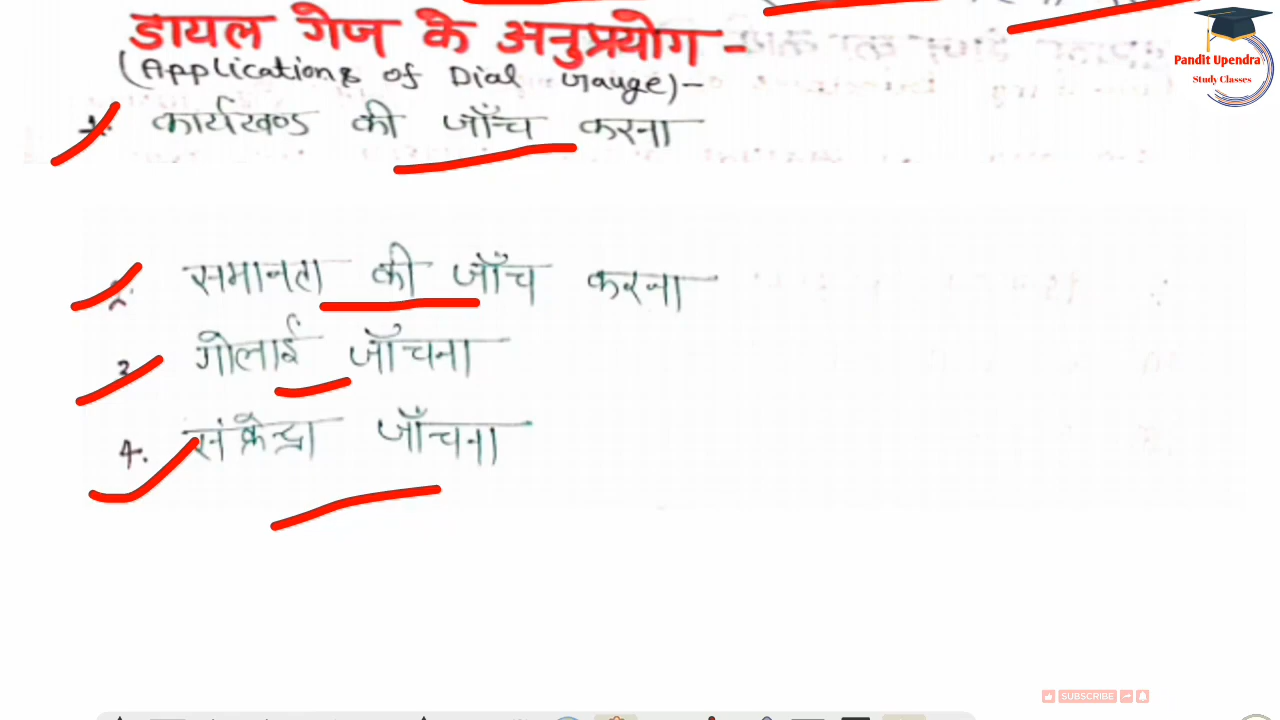 डायल गेज के अनुप्रयोग -
(Applications of Dial Gauge)-
1. कार्यखण्ड की जाँच करना
2. समानता की जाँच करना
3. गोलाई जाँचना
4. संकेन्द्रा जाँचना
Pandit Upendra
Study Classes
SUBSCRIBE